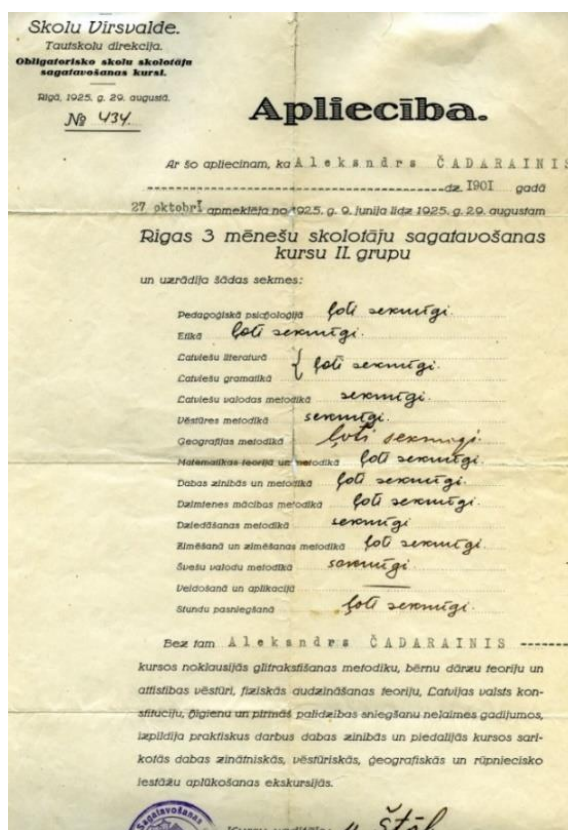 Skolu Virsvalde.
Tautskolu direkcija.
Obligatorisko skolu skolotāju
sagatavošanas kursi.
Rīgā, 1925. g. 29. augustā.
№ 434.
Apliecība.
Ar šo apliecinam, ka Aleksandrs ČADARAINIS
dz. 1901 gadā
27 oktobrī apmeklēja no 1925. g. 9. junija līdz 1925. g. 29. augustam
Rīgas 3 mēnešu skolotāju sagatavošanas
kursu II. grupu
un uzrādīja šādas sekmes:
Pedagoģiskā psicholoģijā ļoti sekmīgi.
Ētikā ļoti sekmīgi.
Latviešu literaturā
Latviešu gramatikā { ļoti sekmīgi.
Latviešu valodas metodikā sekmīgi.
Vēstures metodikā sekmīgi.
Ģeografijas metodikā ļoti sekmīgi.
Matematikas teorijā un metodikā ļoti sekmīgi.
Dabas zinībās un metodikā ļoti sekmīgi.
Dzimtenes mācības metodikā ļoti sekmīgi.
Dziedāšanas metodikā sekmīgi
Zīmēšanā un zīmēšanas metodikā ļoti sekmīgi.
Svešu valodu metodikā sekmīgi
Veidošanā un aplikacijā —
Stundu pasniegšanā ļoti sekmīgi.
Bez tam Aleksandrs ČADARAINIS
kursos noklausījās glītrakstīšanas metodiku, bērnu dārzu teoriju un
attīstības vēsturi, fiziskās audzināšanas teoriju, Latvijas valsts kon-
stituciju, higienu un pirmās palīdzības sniegšanu nelaimes gadījumos,
izpildīja praktiskus darbus dabas zinībās un piedalījās kursos sarī-
kotās dabas zinātniskās, vēsturiskās, ģeografiskās un rūpniecisko
iestāžu aplūkošanas ekskursijās.
Sagatavošanas